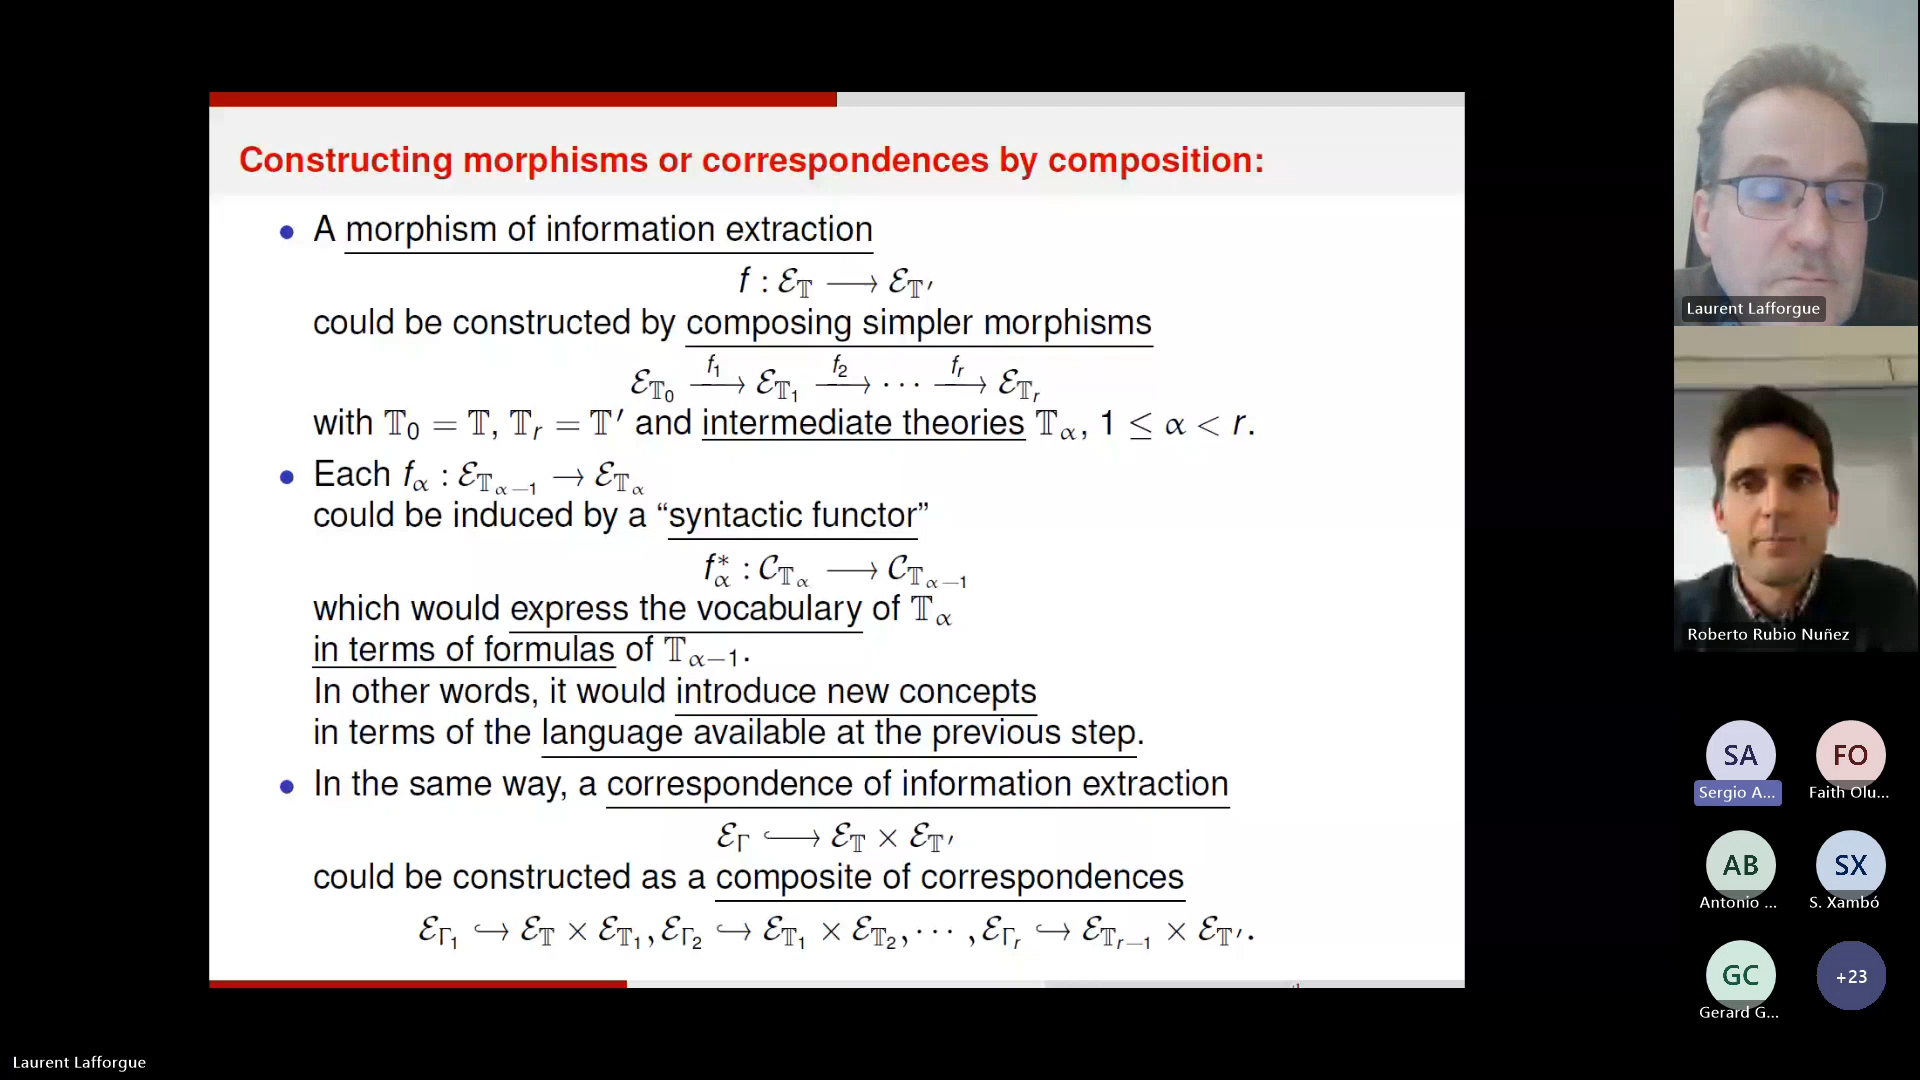 Constructing morphisms or correspondences by composition:
• A morphism of information extraction
f : ℰ_𝕋 ⟶ ℰ_𝕋′
could be constructed by composing simpler morphisms
ℰ_𝕋₀ —f₁→ ℰ_𝕋₁ —f₂→ ··· —f_r→ ℰ_𝕋_r
with 𝕋₀ = 𝕋, 𝕋_r = 𝕋′ and intermediate theories 𝕋_α, 1 ≤ α < r.
• Each f_α : ℰ_𝕋_{α−1} → ℰ_𝕋_α
could be induced by a “syntactic functor”
f*_α : 𝒞_𝕋_α ⟶ 𝒞_𝕋_{α−1}
which would express the vocabulary of 𝕋_α
in terms of formulas of 𝕋_{α−1}.
In other words, it would introduce new concepts
in terms of the language available at the previous step.
• In the same way, a correspondence of information extraction
ℰ_Γ ↪ ℰ_𝕋 × ℰ_𝕋′
could be constructed as a composite of correspondences
ℰ_Γ₁ ↪ ℰ_𝕋 × ℰ_𝕋₁, ℰ_Γ₂ ↪ ℰ_𝕋₁ × ℰ_𝕋₂, ··· , ℰ_Γ_r ↪ ℰ_𝕋_{r−1} × ℰ_𝕋′.
Laurent Lafforgue
Roberto Rubio Nuñez
SA
FO
Sergio A...
Faith Olu...
AB
SX
Antonio ...
S. Xambó
GC
+23
Gerard G...
Laurent Lafforgue